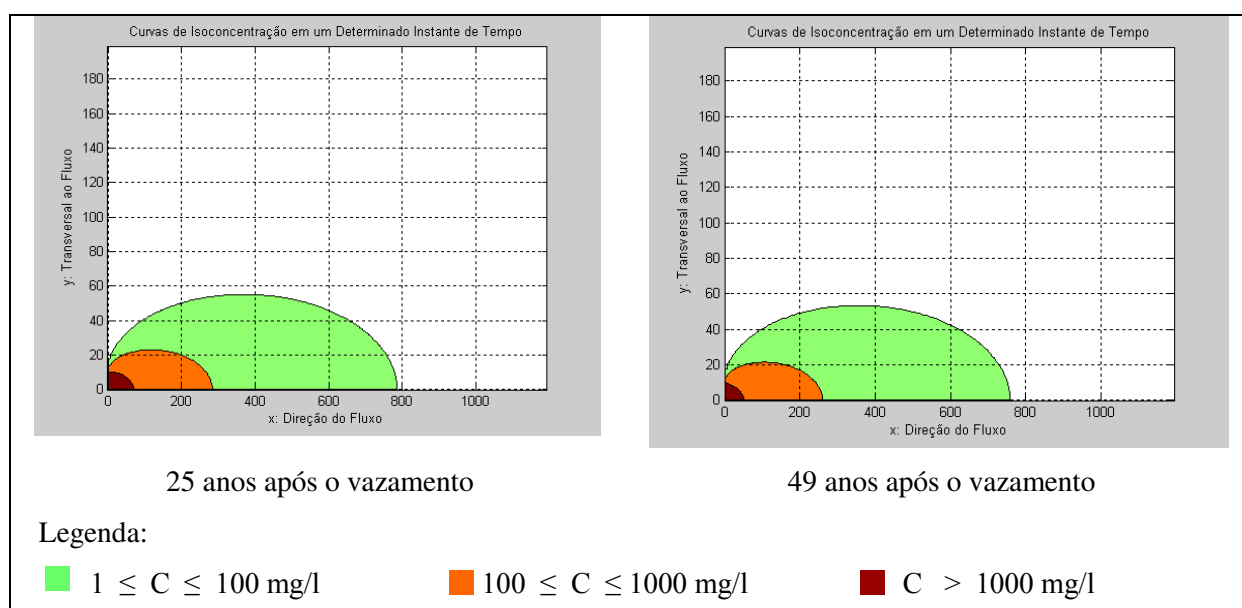 Curvas de Isoconcentração em um Determinado Instante de Tempo
y: Transversal ao Fluxo
180
160
140
120
100
80
60
40
20
0
0 200 400 600 800 1000
x: Direção do Fluxo
25 anos após o vazamento
Curvas de Isoconcentração em um Determinado Instante de Tempo
y: Transversal ao Fluxo
180
160
140
120
100
80
60
40
20
0
0 200 400 600 800 1000
x: Direção do Fluxo
49 anos após o vazamento
Legenda:
1 ≤ C ≤ 100 mg/l
100 ≤ C ≤ 1000 mg/l
C > 1000 mg/l